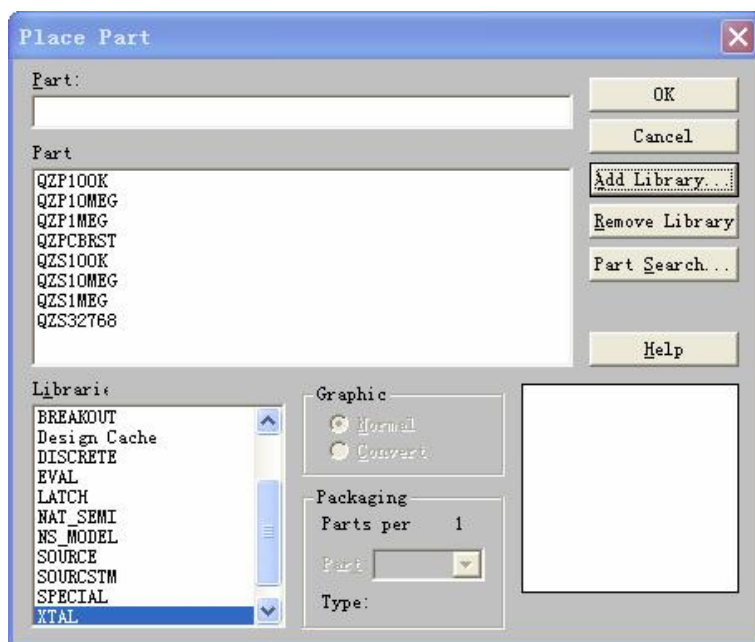 Place Part
Part:
OK
Cancel
Part
QZP100K
QZP10MEG
QZP1MEG
QZPCBRST
QZS100K
QZS10MEG
QZS1MEG
QZS32768
Add Library...
Remove Library
Part Search...
Help
Librarie
BREAKOUT
Design Cache
DISCRETE
EVAL
LATCH
NAT_SEMI
NS_MODEL
SOURCE
SOURCSTM
SPECIAL
XTAL
Graphic
Normal
Convert
Packaging
Parts per 1
Part
Type: